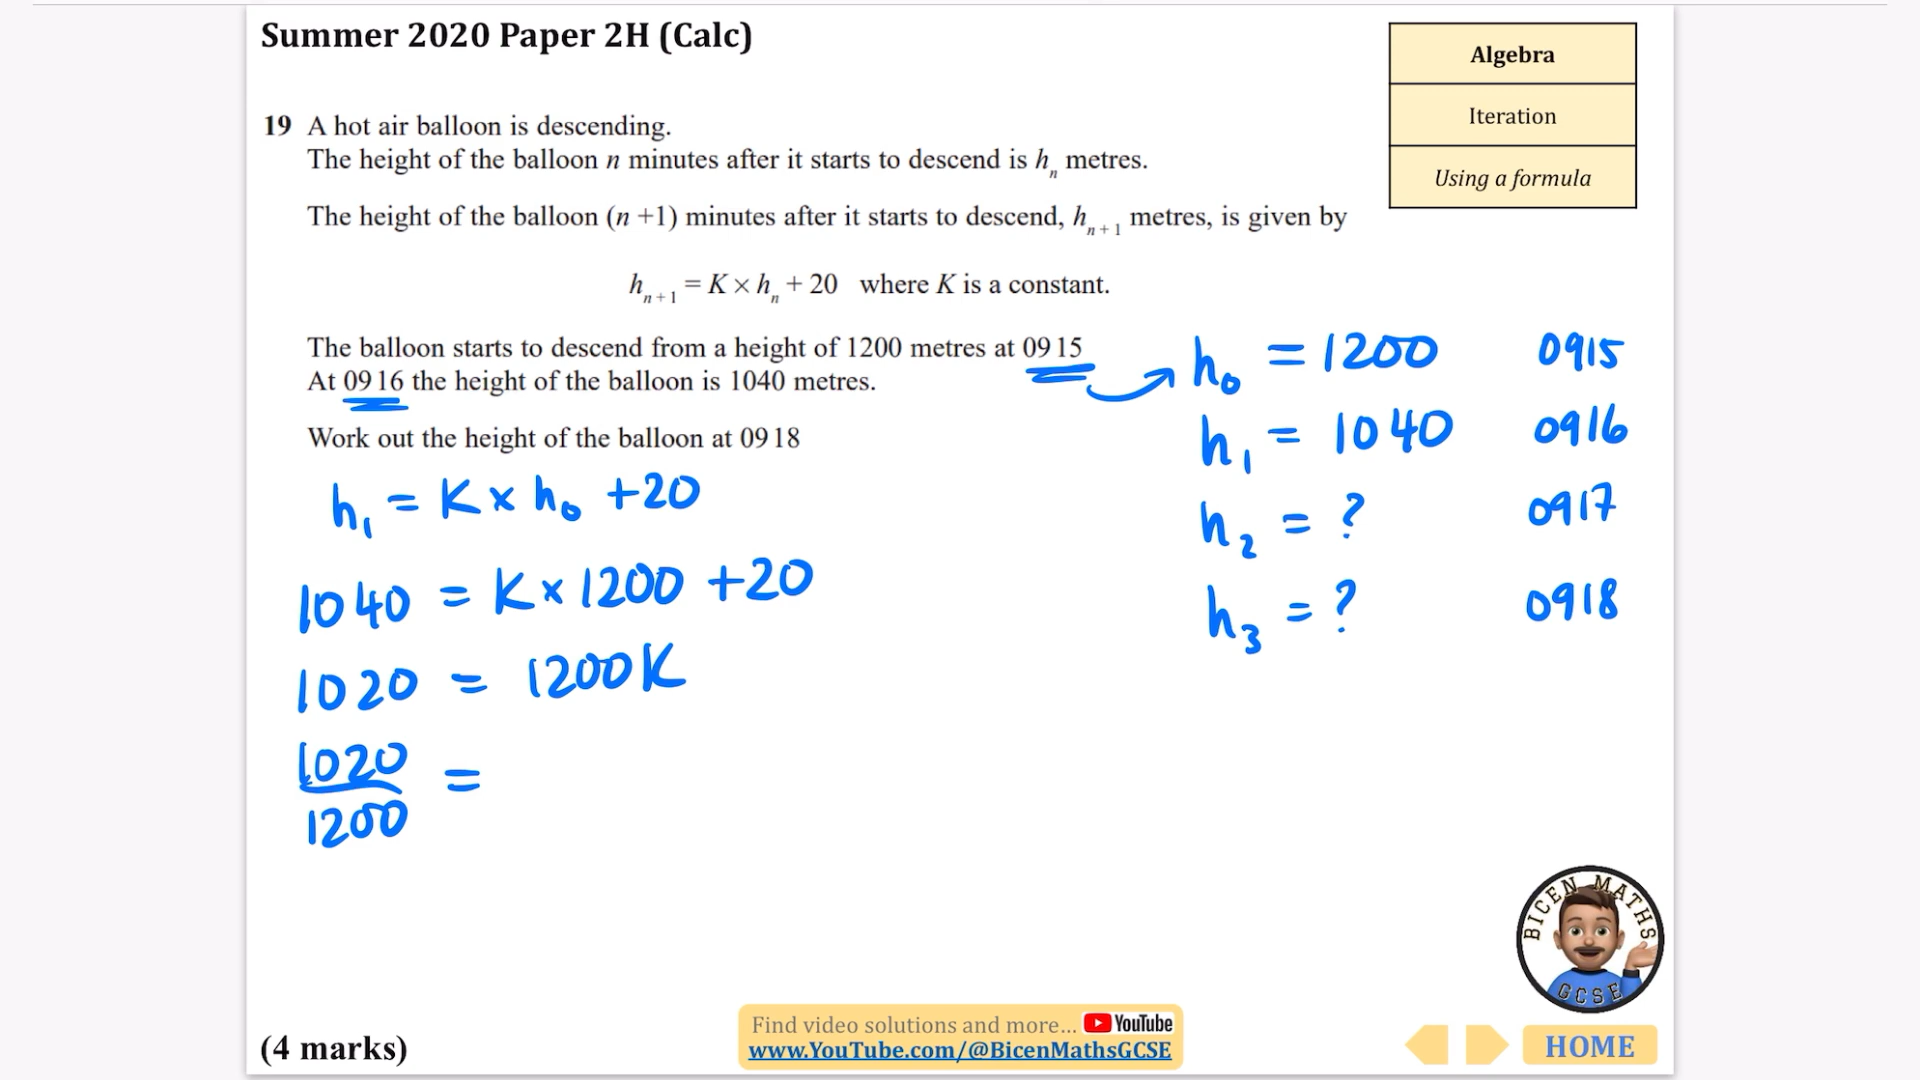 Summer 2020 Paper 2H (Calc)
Algebra
Iteration
Using a formula
19 A hot air balloon is descending.
The height of the balloon n minutes after it starts to descend is hₙ metres.
The height of the balloon (n +1) minutes after it starts to descend, hₙ₊₁ metres, is given by
hₙ₊₁ = K × hₙ + 20 where K is a constant.
The balloon starts to descend from a height of 1200 metres at 09 15
At 09 16 the height of the balloon is 1040 metres.
Work out the height of the balloon at 09 18
h₀ = 1200 0915
h₁ = 1040 0916
h₂ = ? 0917
h₃ = ? 0918
h₁ = K × h₀ +20
1040 = K × 1200 +20
1020 = 1200K
1020
1200 =
BICEN MATHS
GCSE
(4 marks)
Find video solutions and more... YouTube
www.YouTube.com/@BicenMathsGCSE
HOME